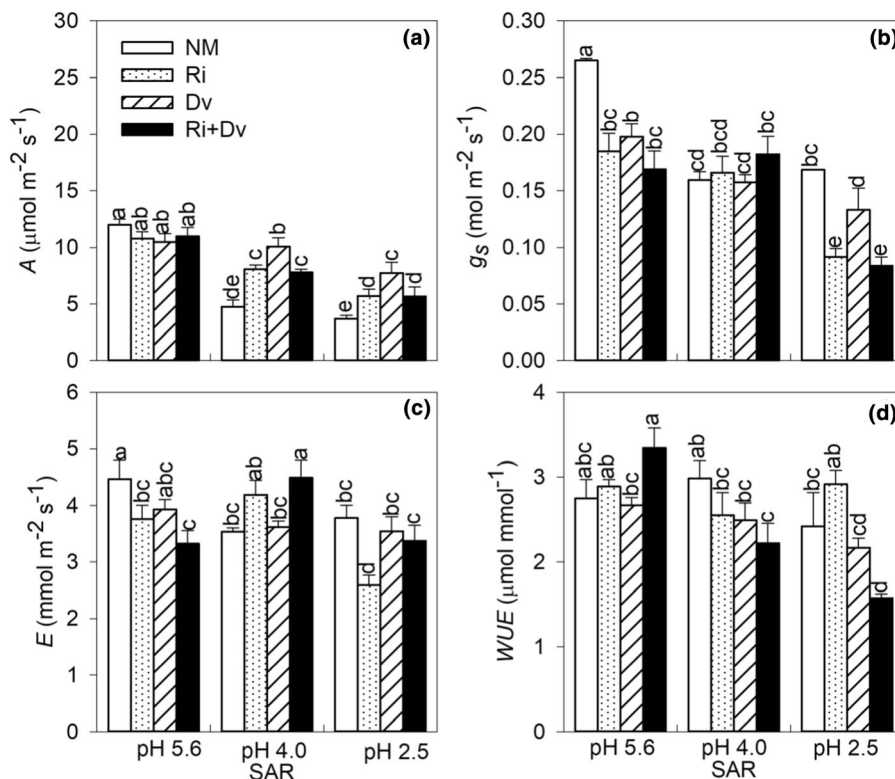 (a)
A (μmol m⁻² s⁻¹)
30
25
20
15
10
5
0
NM
Ri
Dv
Ri+Dv
a ab ab ab
de c b c
e d c d
(b)
gs (mol m⁻² s⁻¹)
0.30
0.25
0.20
0.15
0.10
0.05
0.00
a bc b bc
cd bcd cd bc
bc e d e
(c)
E (mmol m⁻² s⁻¹)
6
5
4
3
2
1
0
a bc abc c
bc ab bc a
bc d bc c
pH 5.6 pH 4.0 pH 2.5
SAR
(d)
WUE (μmol mmol⁻¹)
4
3
2
1
0
abc ab bc a
ab bc bc c
bc ab cd d
pH 5.6 pH 4.0 pH 2.5
SAR